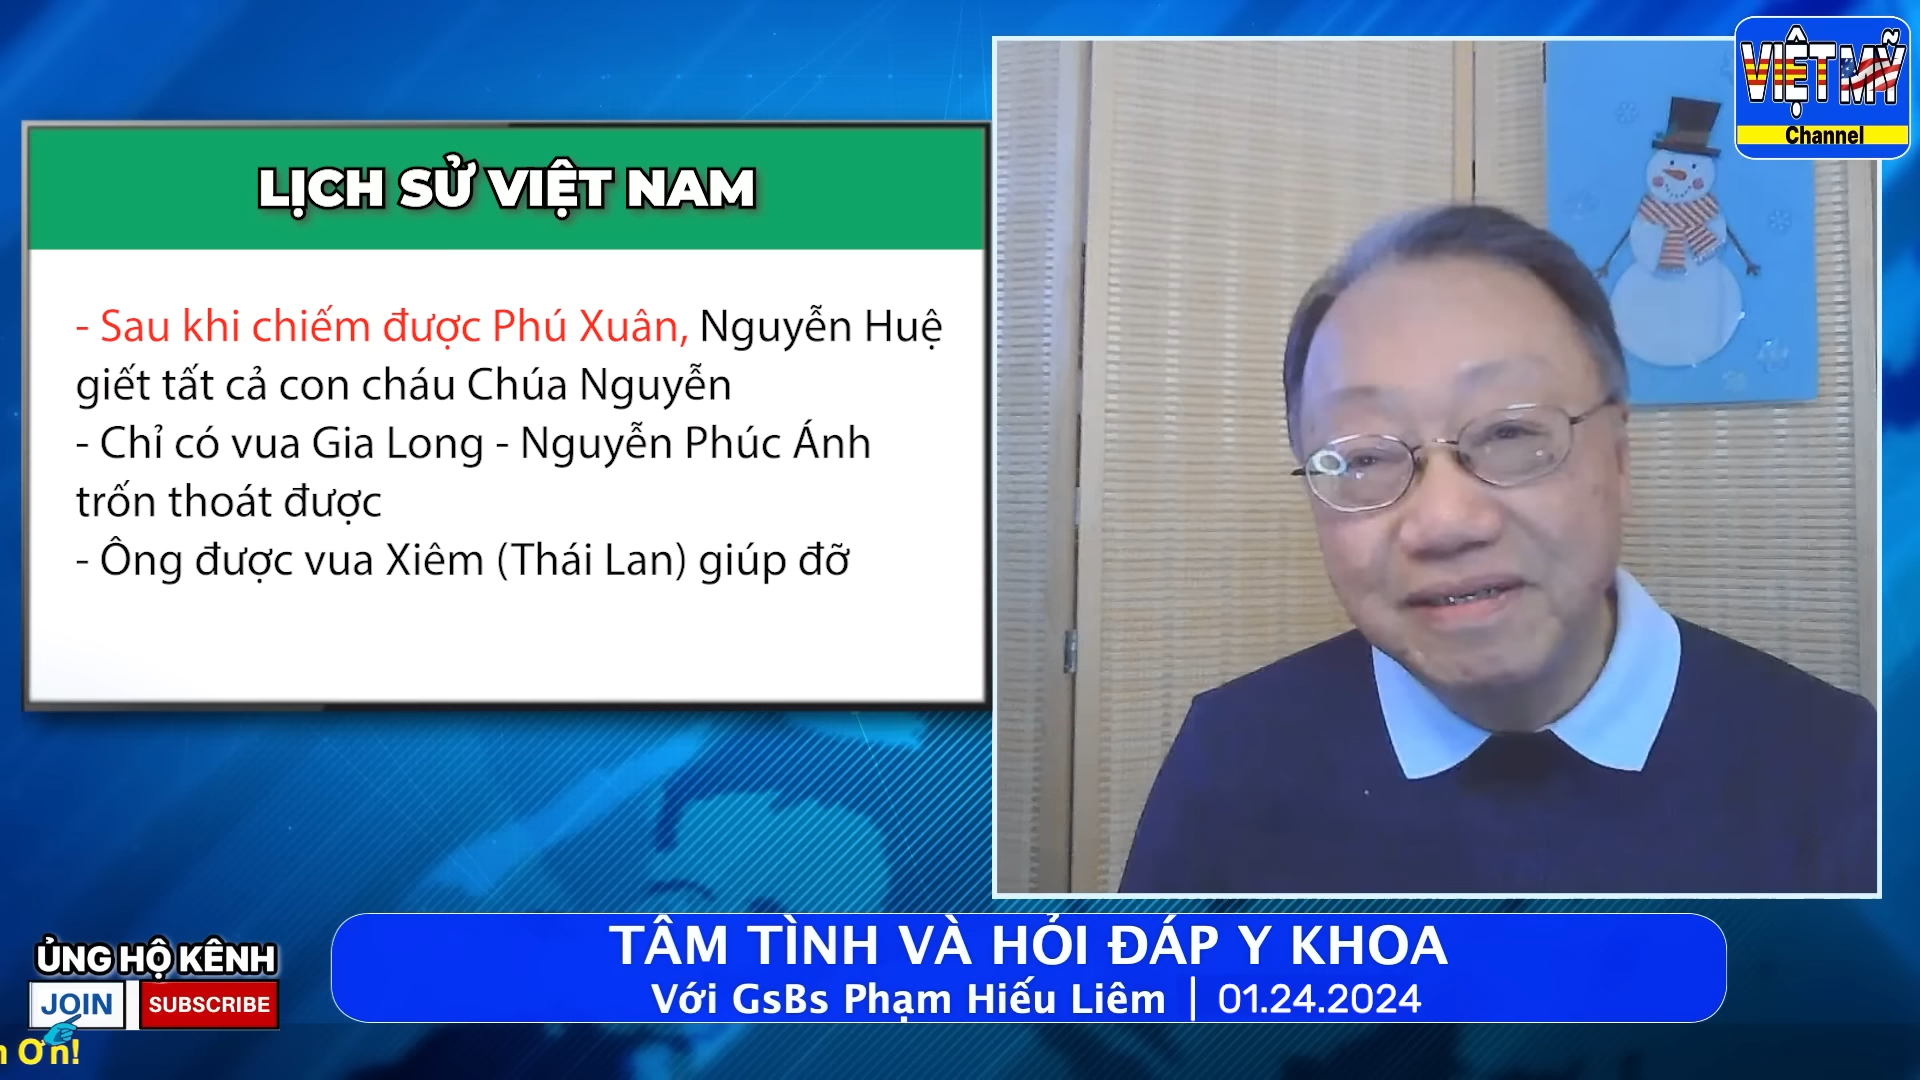 VIỆT MỸ
Channel
LỊCH SỬ VIỆT NAM
- Sau khi chiếm được Phú Xuân, Nguyễn Huệ
giết tất cả con cháu Chúa Nguyễn
- Chỉ có vua Gia Long - Nguyễn Phúc Ánh
trốn thoát được
- Ông được vua Xiêm (Thái Lan) giúp đỡ
TÂM TÌNH VÀ HỎI ĐÁP Y KHOA
Với GsBs Phạm Hiếu Liêm | 01.24.2024
ỦNG HỘ KÊNH
JOIN SUBSCRIBE
n Ơn!